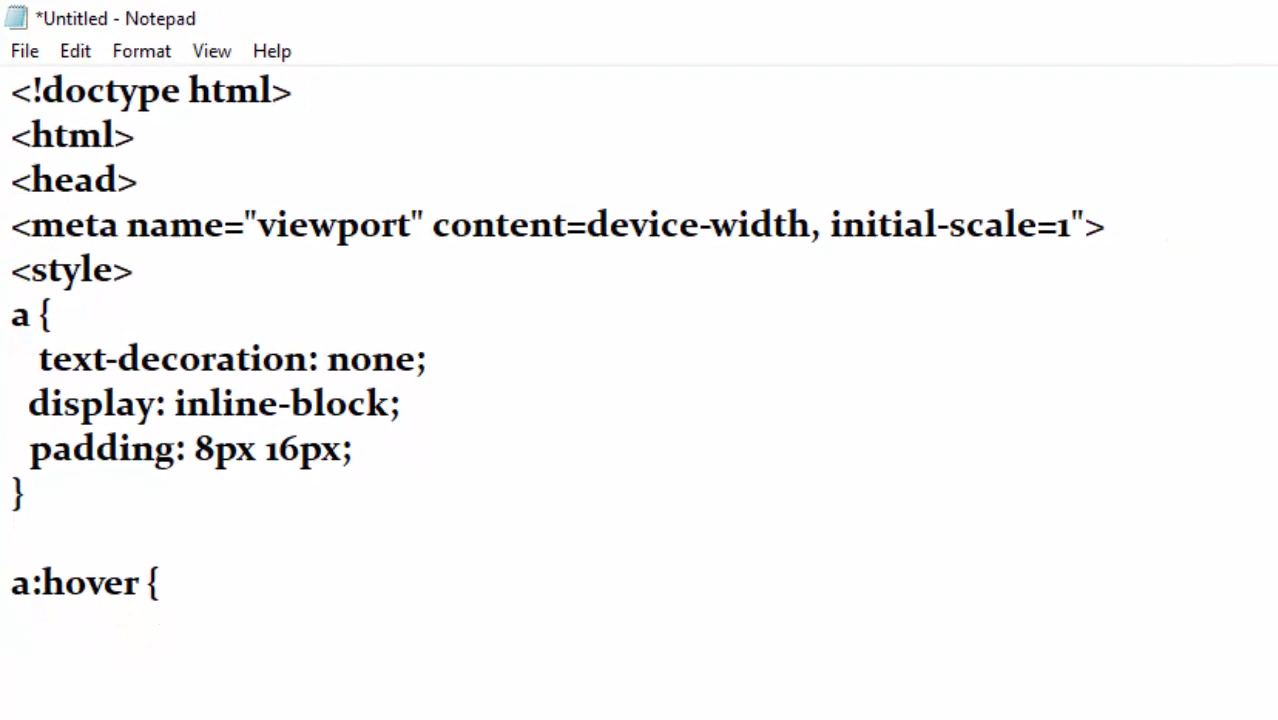 *Untitled - Notepad
File Edit Format View Help
<!doctype html>
<html>
<head>
<meta name="viewport" content=device-width, initial-scale=1">
<style>
a {
   text-decoration: none;
  display: inline-block;
  padding: 8px 16px;
}

a:hover {